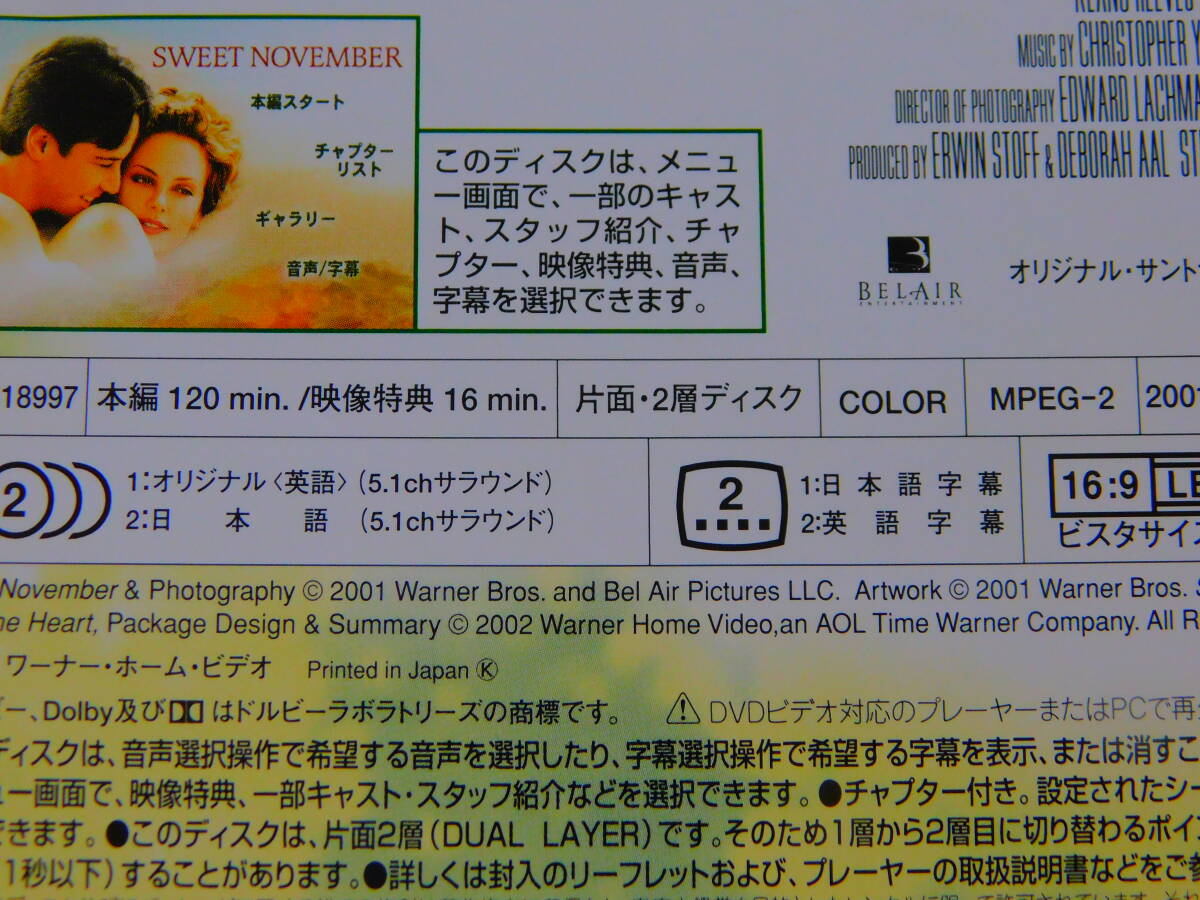 SWEET NOVEMBER
本編スタート
チャプター
リスト
ギャラリー
音声/字幕
このディスクは、メニュ
ー画面で、一部のキャス
ト、スタッフ紹介、チャ
プター、映像特典、音声、
字幕を選択できます。
KEANU REEVES
MUSIC BY CHRISTOPHER Y
DIRECTOR OF PHOTOGRAPHY EDWARD LACHMA
PRODUCED BY ERWIN STOFF & DEBORAH AAL ST
B
BELAIR
ENTERTAINMENT
オリジナル・サント
18997 本編 120 min. /映像特典 16 min. 片面・2層ディスク COLOR MPEG-2 2001
2 1:オリジナル〈英語〉(5.1chサラウンド)
2:日本語 (5.1chサラウンド)
2 1:日本語字幕
2:英語字幕
16:9 LE
ビスタサイズ
November & Photography © 2001 Warner Bros. and Bel Air Pictures LLC. Artwork © 2001 Warner Bros. S
he Heart, Package Design & Summary © 2002 Warner Home Video,an AOL Time Warner Company. All R
ワーナー・ホーム・ビデオ Printed in Japan Ⓚ
ビー、Dolby及びDDはドルビーラボラトリーズの商標です。 ⚠DVDビデオ対応のプレーヤーまたはPCで再
ディスクは、音声選択操作で希望する音声を選択したり、字幕選択操作で希望する字幕を表示、または消すこ
ュー画面で、映像特典、一部キャスト・スタッフ紹介などを選択できます。●チャプター付き。設定されたシー
できます。●このディスクは、片面2層(DUAL LAYER)です。そのため1層から2層目に切り替わるポイ
(1秒以下)することがあります。●詳しくは封入のリーフレットおよび、プレーヤーの取扱説明書などをご参